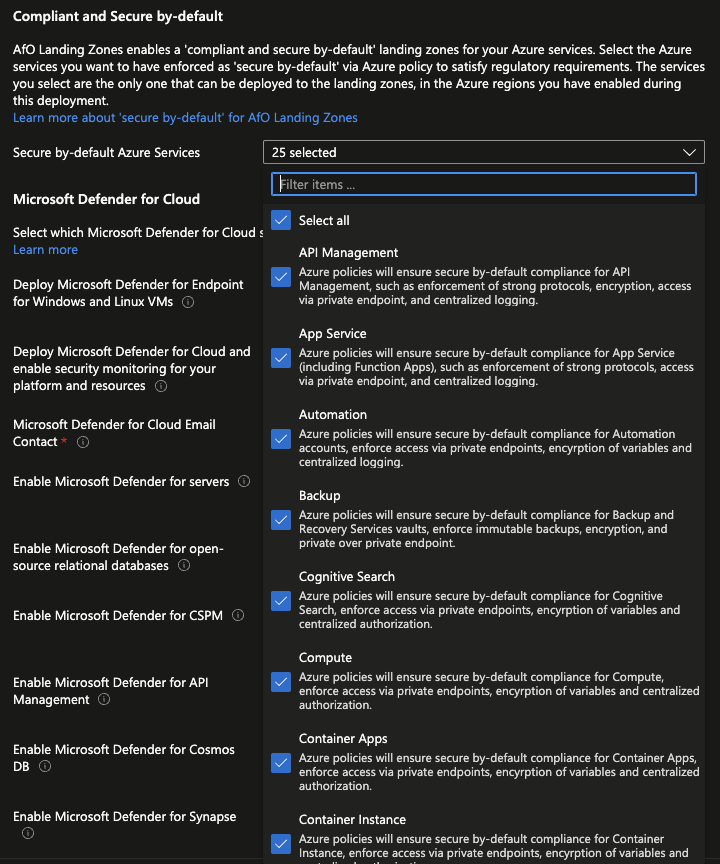 Compliant and Secure by-default
AfO Landing Zones enables a 'compliant and secure by-default' landing zones for your Azure services. Select the Azure
services you want to have enforced as 'secure by-default' via Azure policy to satisfy regulatory requirements. The services
you select are the only one that can be deployed to the landing zones, in the Azure regions you have enabled during
this deployment.
Learn more about 'secure by-default' for AfO Landing Zones
Secure by-default Azure Services
25 selected
Filter items ...
Select all
API Management
Azure policies will ensure secure by-default compliance for API
Management, such as enforcement of strong protocols, encryption, access
via private endpoint, and centralized logging.
App Service
Azure policies will ensure secure by-default compliance for App Service
(including Function Apps), such as enforcement of strong protocols, access
via private endpoint, and centralized logging.
Automation
Azure policies will ensure secure by-default compliance for Automation
accounts, enforce access via private endpoints, encyrption of variables and
centralized logging.
Backup
Azure policies will ensure secure by-default compliance for Backup and
Recovery Services vaults, enforce immutable backups, encryption, and
private over private endpoint.
Cognitive Search
Azure policies will ensure secure by-default compliance for Cognitive
Search, enforce access via private endpoints, encyrption of variables and
centralized authorization.
Compute
Azure policies will ensure secure by-default compliance for Compute,
enforce access via private endpoints, encyrption of variables and centralized
authorization.
Container Apps
Azure policies will ensure secure by-default compliance for Container Apps,
enforce access via private endpoints, encyrption of variables and centralized
authorization.
Container Instance
Azure policies will ensure secure by-default compliance for Container
Instance, enforce access via private endpoints, encyrption of variables and
Microsoft Defender for Cloud
Select which Microsoft Defender for Cloud s
Learn more
Deploy Microsoft Defender for Endpoint
for Windows and Linux VMs
Deploy Microsoft Defender for Cloud and
enable security monitoring for your
platform and resources
Microsoft Defender for Cloud Email
Contact *
Enable Microsoft Defender for servers
Enable Microsoft Defender for open-
source relational databases
Enable Microsoft Defender for CSPM
Enable Microsoft Defender for API
Management
Enable Microsoft Defender for Cosmos
DB
Enable Microsoft Defender for Synapse